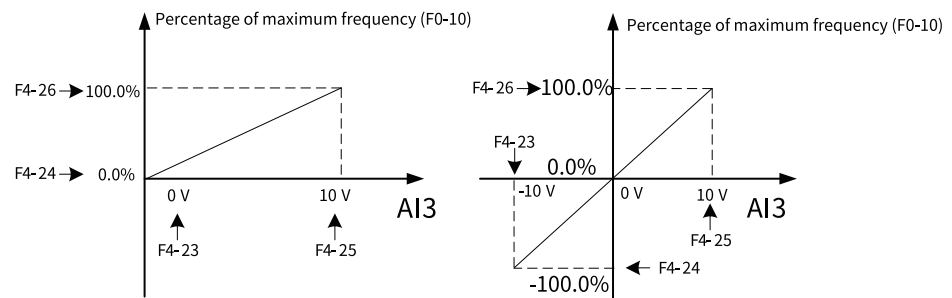 Percentage of maximum frequency (F0-10)
F4-26
100.0%
F4-24
0.0%
0 V
10 V
AI3
F4-23
F4-25
Percentage of maximum frequency (F0-10)
F4-26
100.0%
F4-23
0.0%
-10 V
0 V
10 V
AI3
F4-25
F4-24
-100.0%